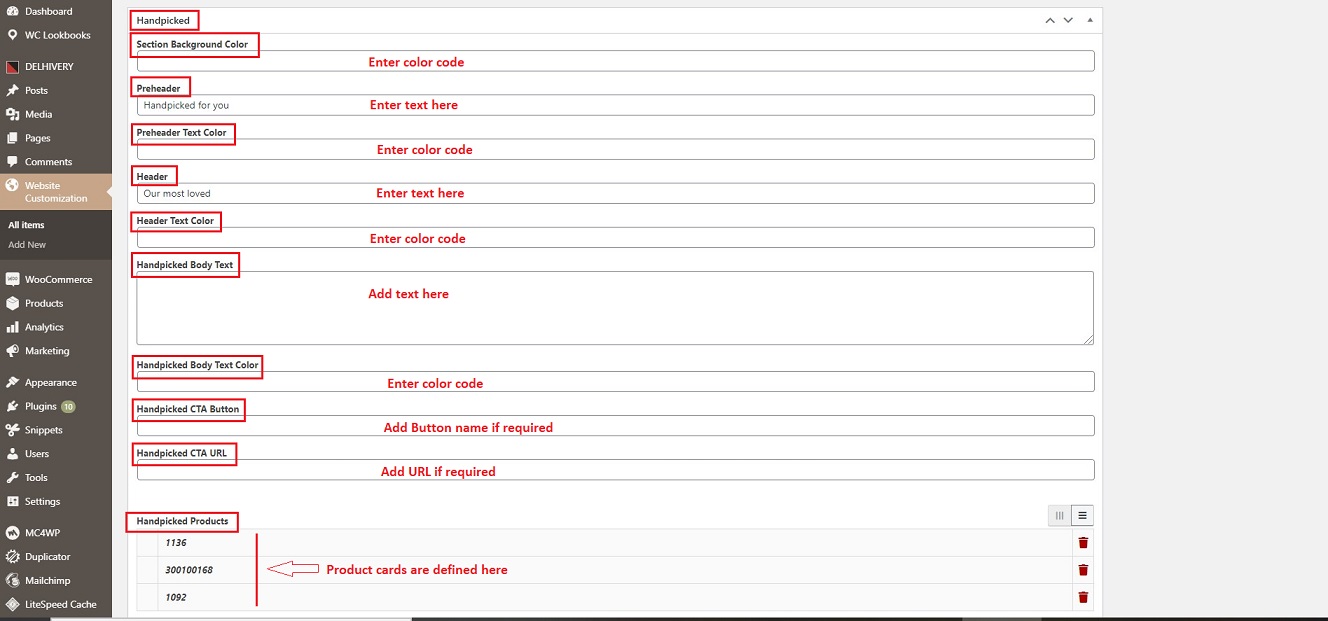 Dashboard
WC Lookbooks
DELHIVERY
Posts
Media
Pages
Comments
Website
Customization
All items
Add New
WooCommerce
Products
Analytics
Marketing
Appearance
Plugins 10
Snippets
Users
Tools
Settings
MC4WP
Duplicator
Mailchimp
LiteSpeed Cache
Handpicked
Section Background Color
Enter color code
Preheader
Handpicked for you Enter text here
Preheader Text Color
Enter color code
Header
Our most loved Enter text here
Header Text Color
Enter color code
Handpicked Body Text
Add text here
Handpicked Body Text Color
Enter color code
Handpicked CTA Button
Add Button name if required
Handpicked CTA URL
Add URL if required
Handpicked Products
1136
300100168 Product cards are defined here
1092